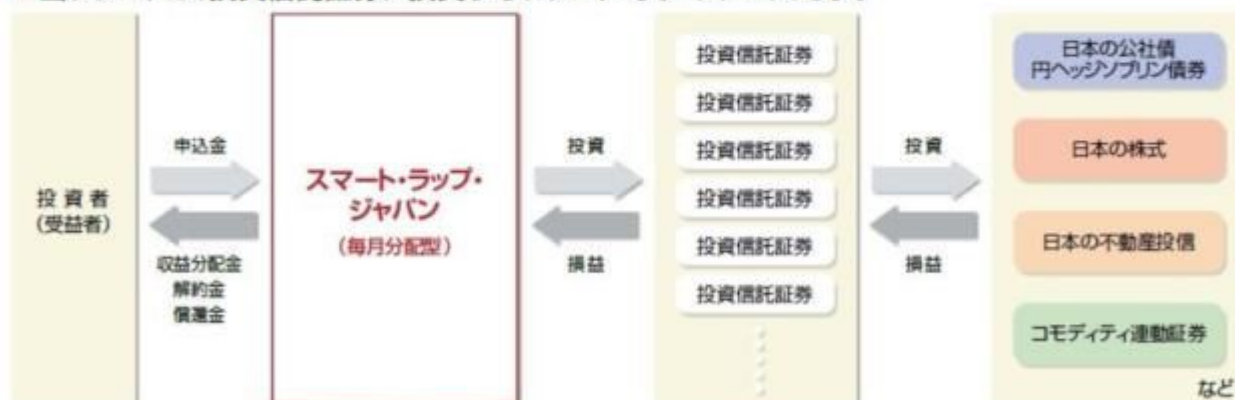 投資者
(受益者)
申込金
収益分配金
解約金
償還金
スマート・ラップ・
ジャパン
(毎月分配型)
投資
損益
投資信託証券
投資信託証券
投資信託証券
投資信託証券
投資信託証券
投資信託証券
投資
損益
日本の公社債
円ヘッジソブリン債券
日本の株式
日本の不動産投信
コモディティ連動証券
など